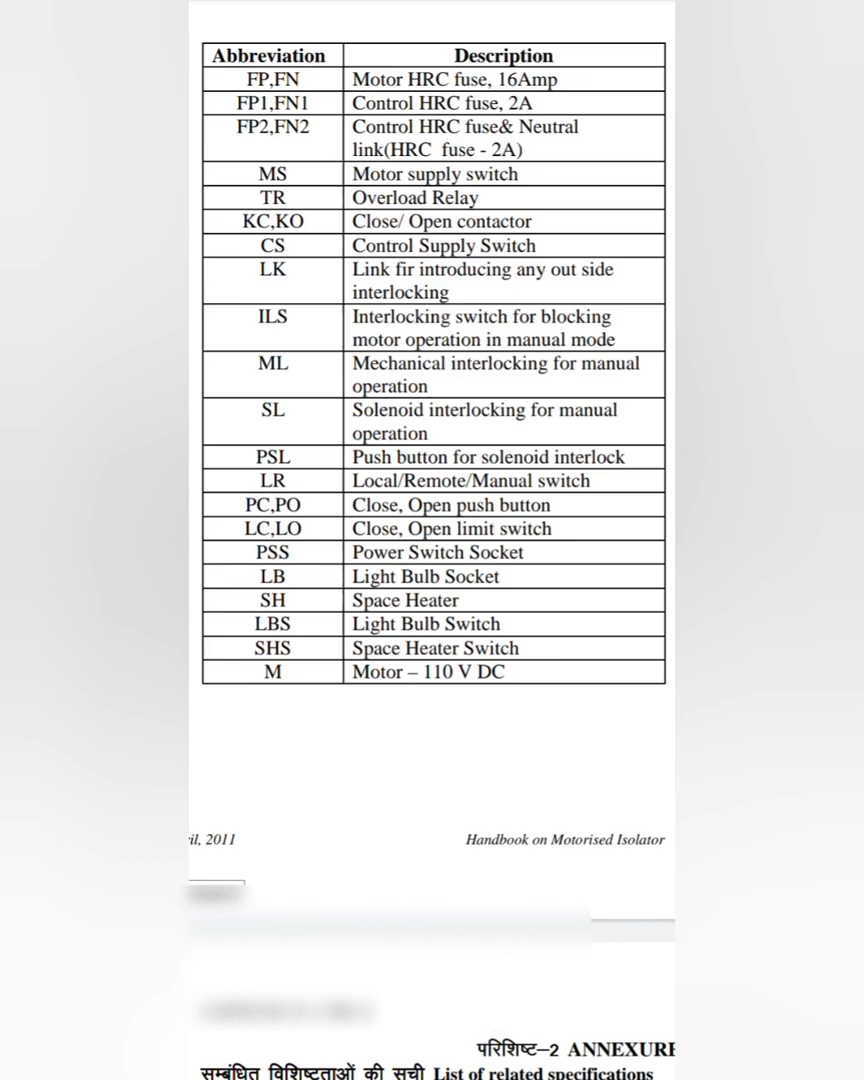 Abbreviation Description
FP,FN Motor HRC fuse, 16Amp
FP1,FN1 Control HRC fuse, 2A
FP2,FN2 Control HRC fuse& Neutral
link(HRC fuse - 2A)
MS Motor supply switch
TR Overload Relay
KC,KO Close/ Open contactor
CS Control Supply Switch
LK Link fir introducing any out side
interlocking
ILS Interlocking switch for blocking
motor operation in manual mode
ML Mechanical interlocking for manual
operation
SL Solenoid interlocking for manual
operation
PSL Push button for solenoid interlock
LR Local/Remote/Manual switch
PC,PO Close, Open push button
LC,LO Close, Open limit switch
PSS Power Switch Socket
LB Light Bulb Socket
SH Space Heater
LBS Light Bulb Switch
SHS Space Heater Switch
M Motor – 110 V DC
2011 Handbook on Motorised Isolator
परिशिष्ट–2 ANNEXURE
सम्बंधित विशिष्टताओं की सूची List of related specifications